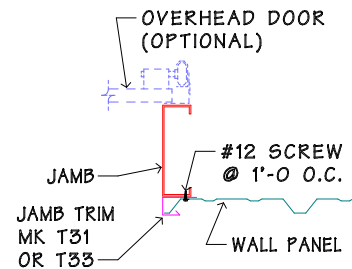 OVERHEAD DOOR
(OPTIONAL)
#12 SCREW
@ 1'-0 O.C.
JAMB
JAMB TRIM
MK T31
OR T33
WALL PANEL